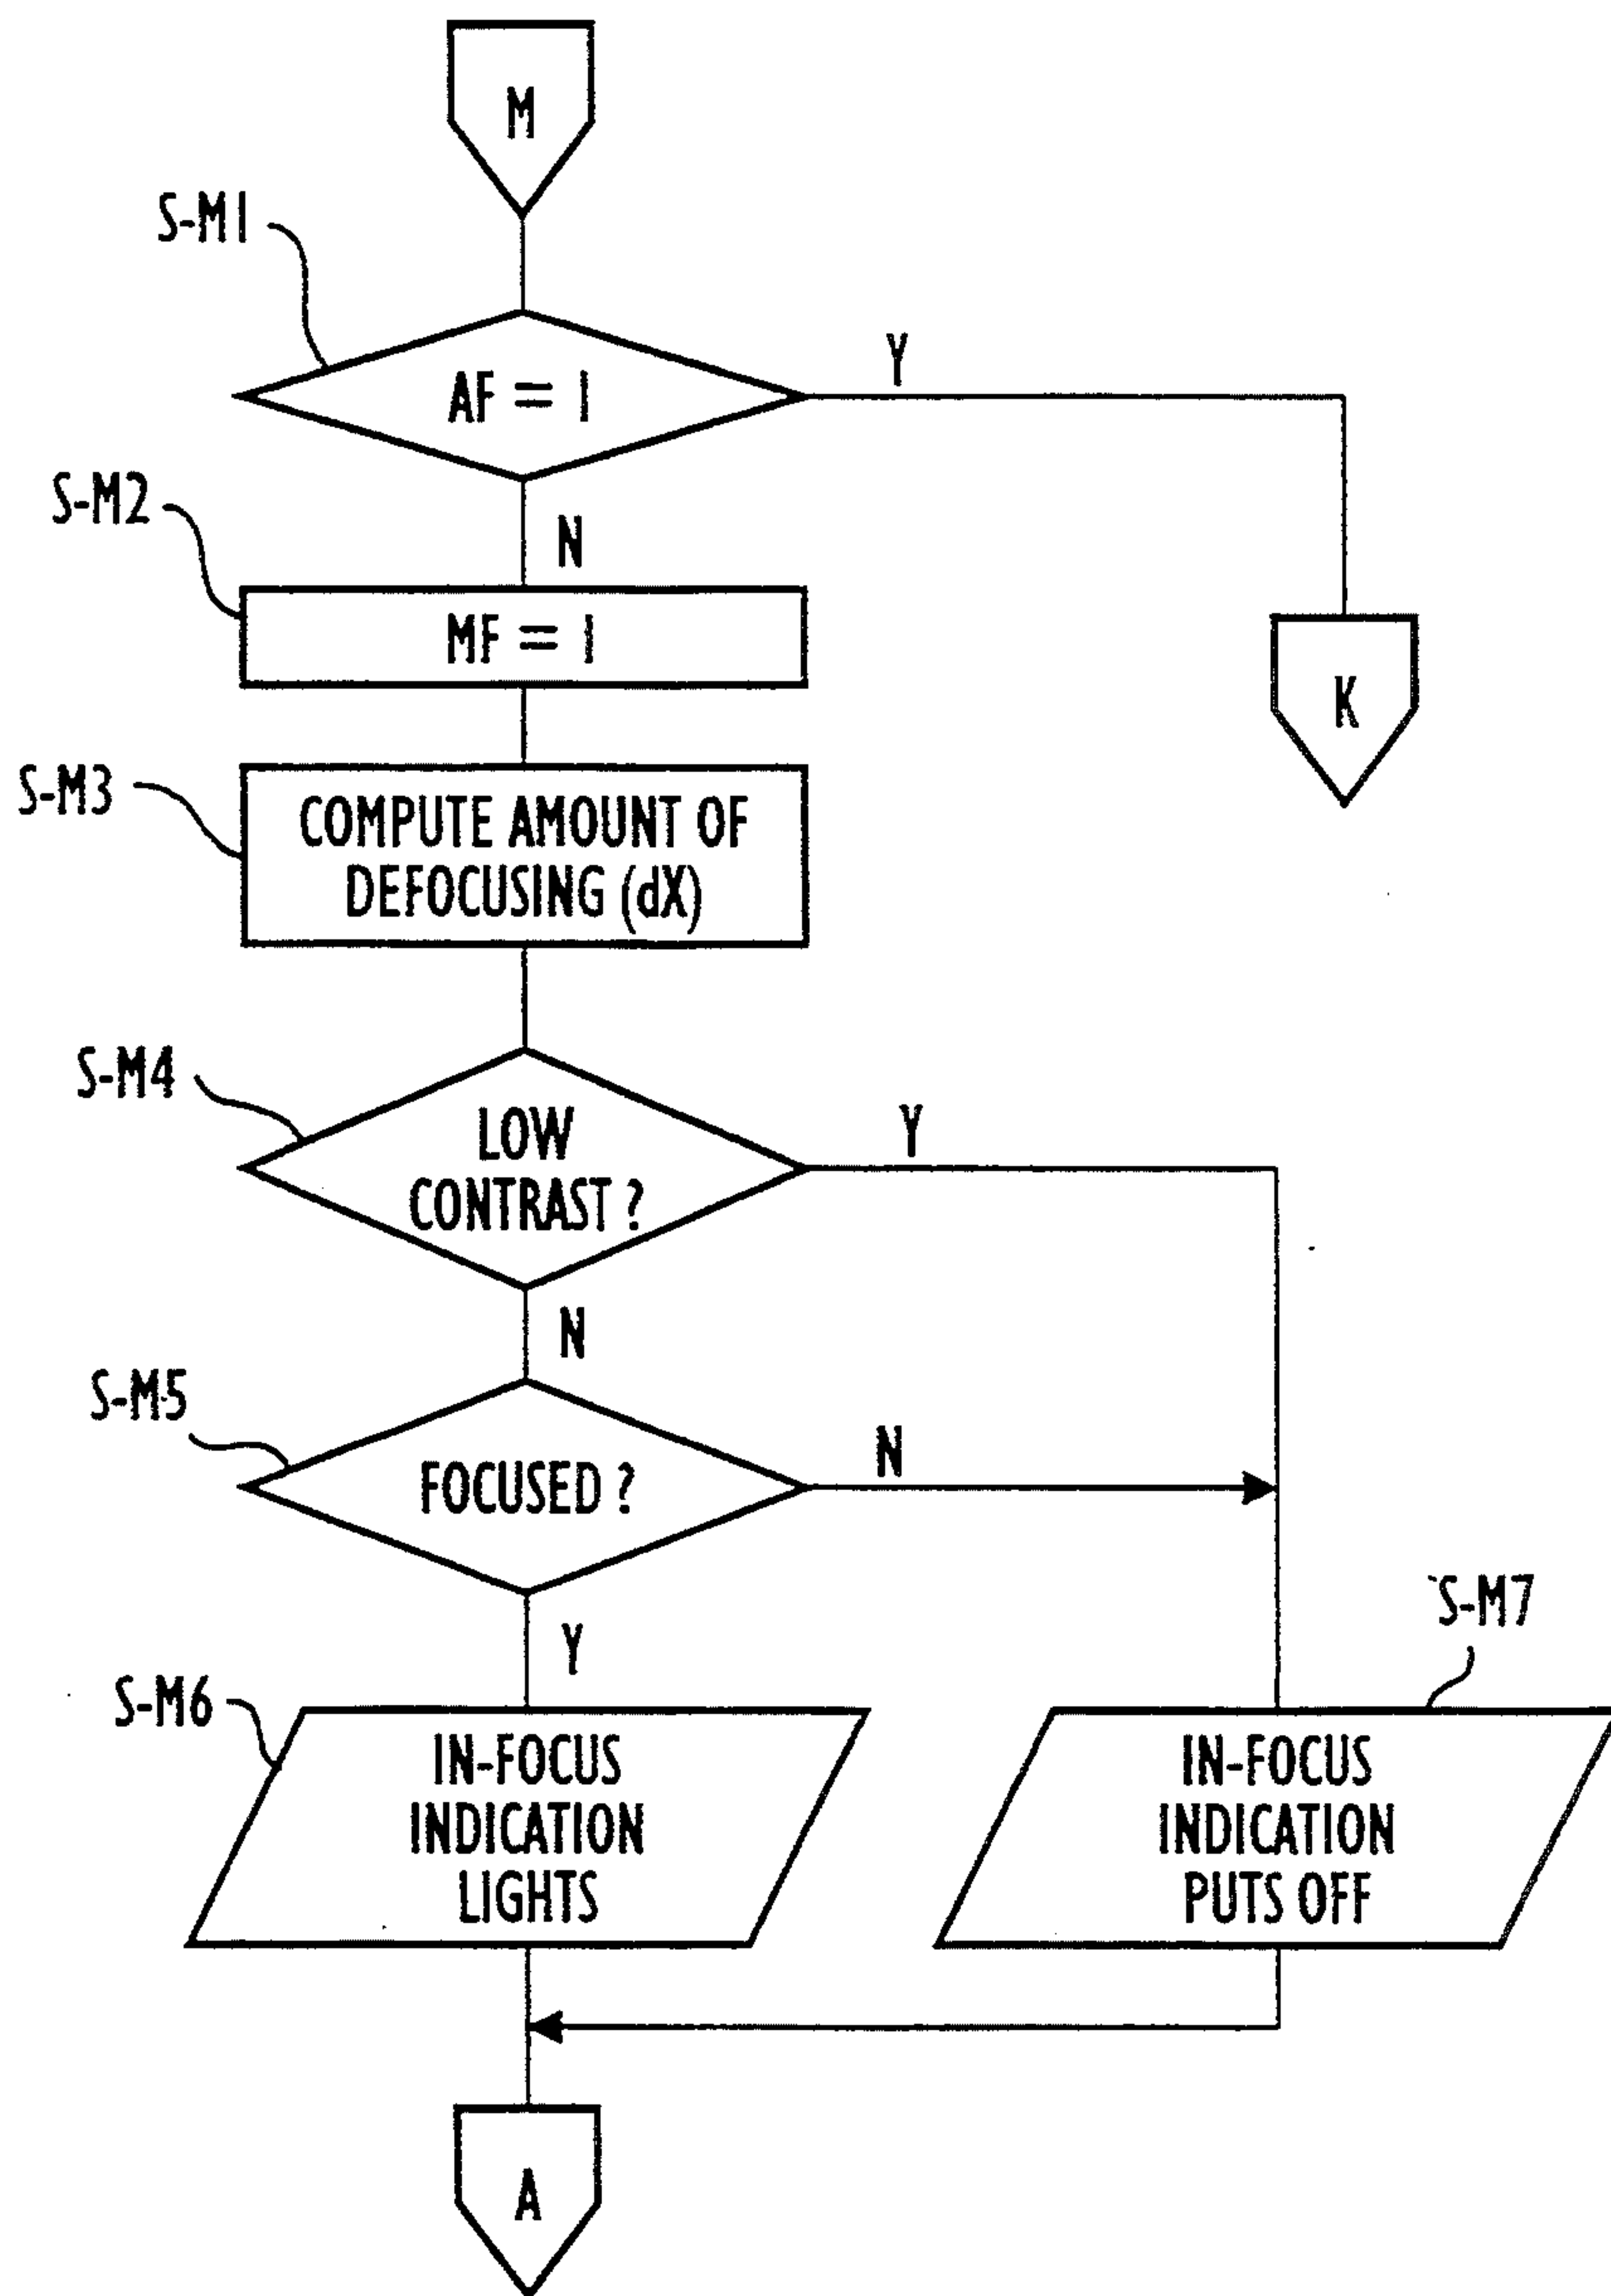 M
S-M1
AF = 1
Y
S-M2
N
MF = 1
K
S-M3
COMPUTE AMOUNT OF
DEFOCUSING (dX)
S-M4
LOW
CONTRAST ?
Y
N
S-M5
FOCUSED ?
N
Y
S-M7
S-M6
IN-FOCUS
INDICATION
LIGHTS
IN-FOCUS
INDICATION
PUTS OFF
A